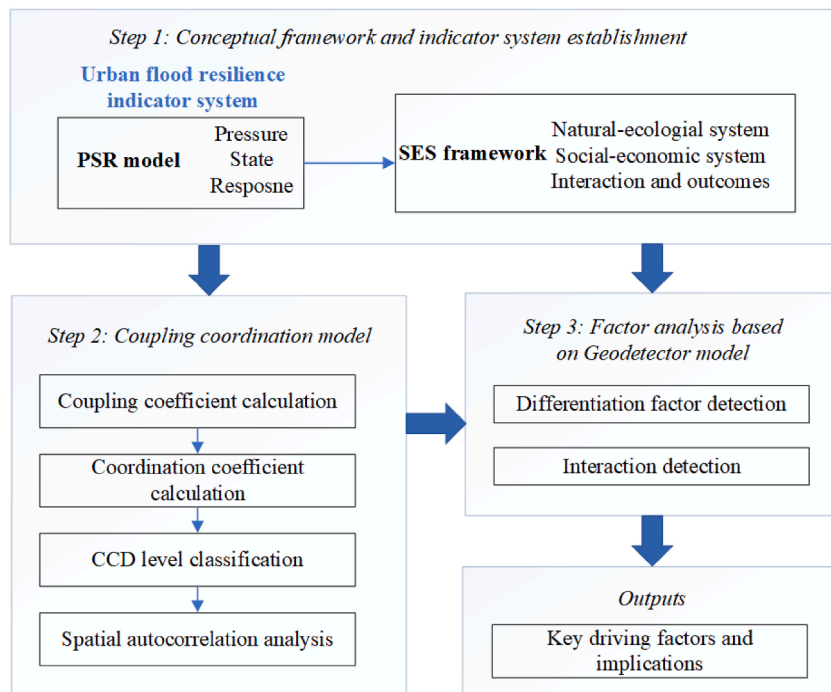 Step 1: Conceptual framework and indicator system establishment
Urban flood resilience
indicator system
PSR model
Pressure
State
Resposne
SES framework
Natural-ecologial system
Social-economic system
Interaction and outcomes
Step 2: Coupling coordination model
Coupling coefficient calculation
Coordination coefficient
calculation
CCD level classification
Spatial autocorrelation analysis
Step 3: Factor analysis based
on Geodetector model
Differentiation factor detection
Interaction detection
Outputs
Key driving factors and
implications